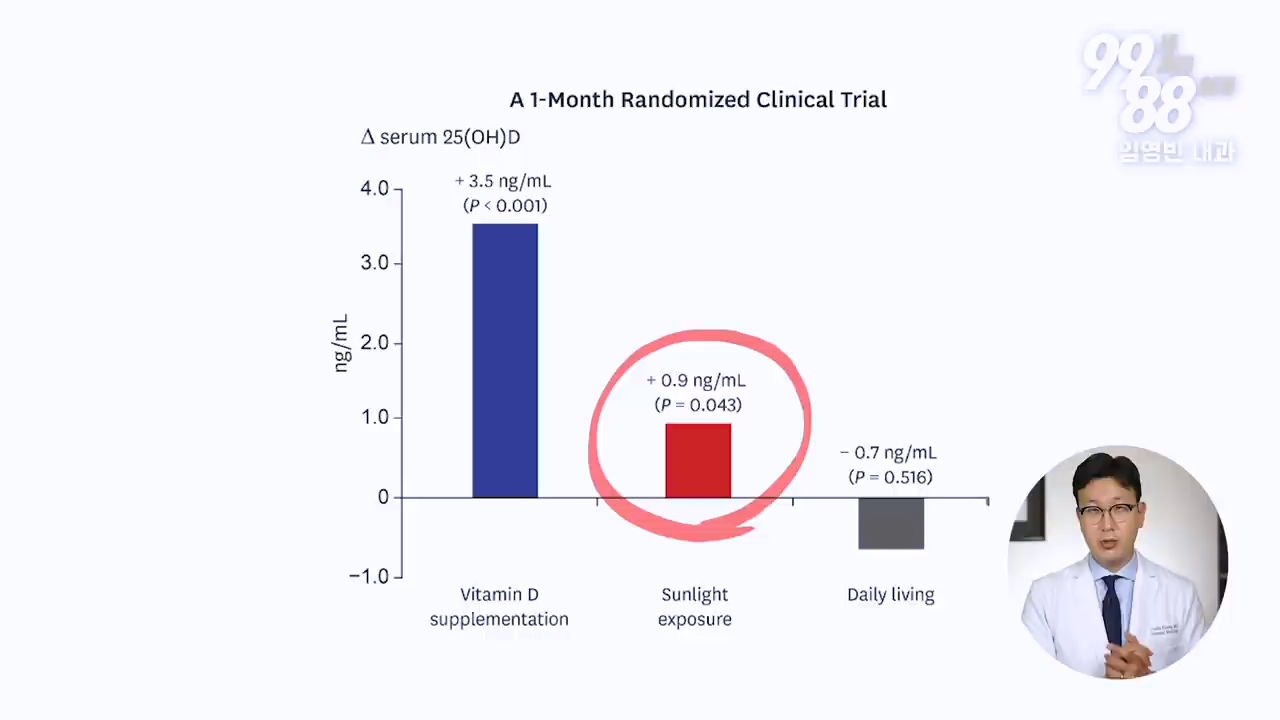 99
88
임영빈 내과
A 1-Month Randomized Clinical Trial
Δ serum 25(OH)D
ng/mL
4.0
3.0
2.0
1.0
0
−1.0
+ 3.5 ng/mL
(P < 0.001)
+ 0.9 ng/mL
(P = 0.043)
− 0.7 ng/mL
(P = 0.516)
Vitamin D
supplementation
Sunlight
exposure
Daily living